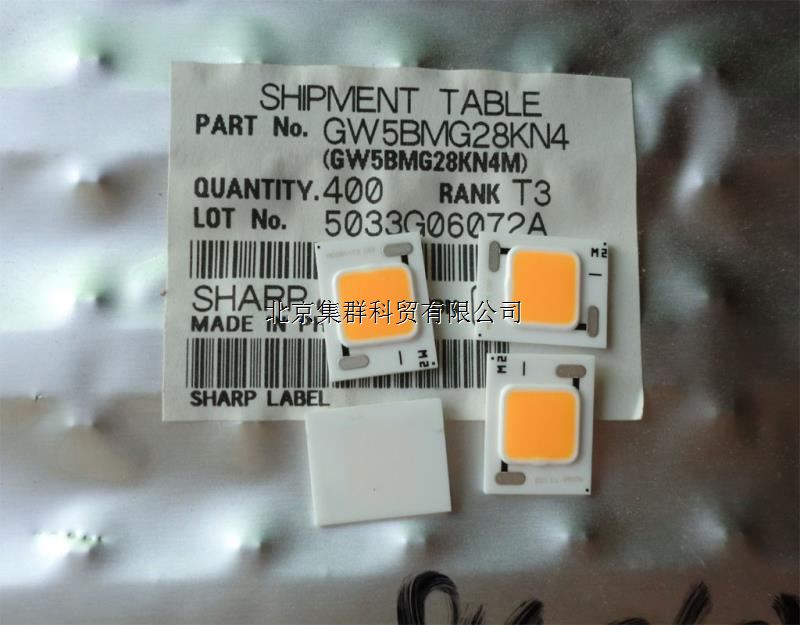 SHIPMENT TABLE
PART No. GW5BMG28KN4
(GW5BMG28KN4M)
QUANTITY. 400 RANK T3
LOT No. 5033G06072A
M2
SHARP
北京集群科贸有限公司
MADE IN
M2
M2
SHARP LABEL